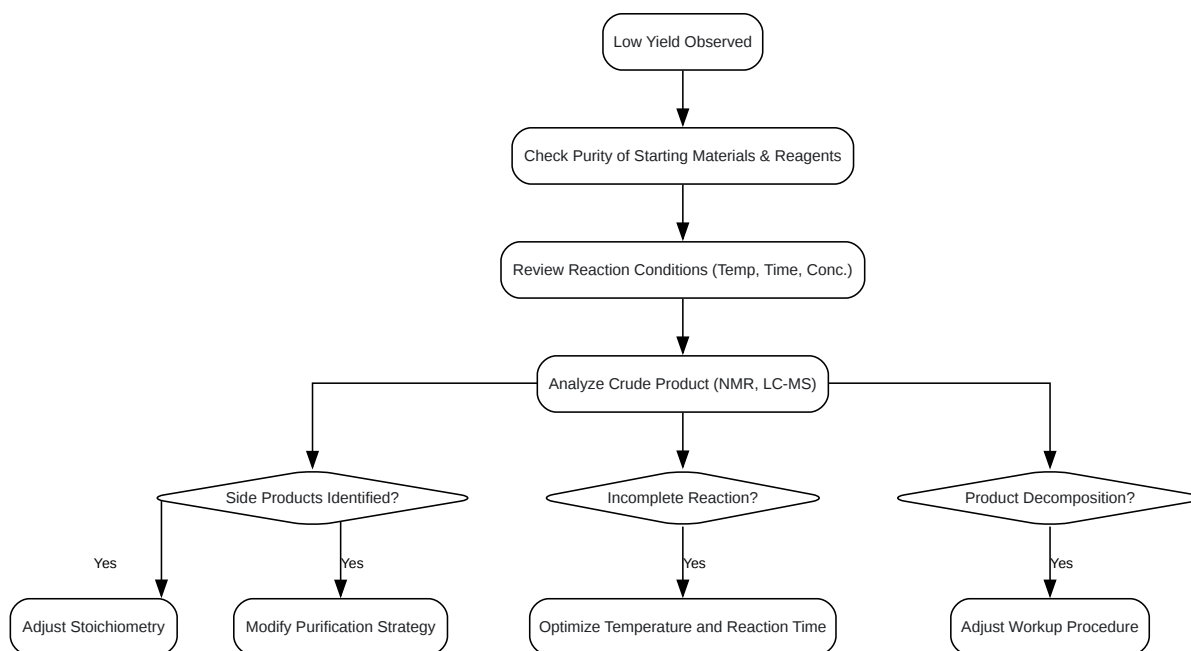 Low Yield Observed
Check Purity of Starting Materials & Reagents
Review Reaction Conditions (Temp, Time, Conc.)
Analyze Crude Product (NMR, LC-MS)
Side Products Identified?
Incomplete Reaction?
Product Decomposition?
Yes
Yes
Yes
Yes
Adjust Stoichiometry
Modify Purification Strategy
Optimize Temperature and Reaction Time
Adjust Workup Procedure